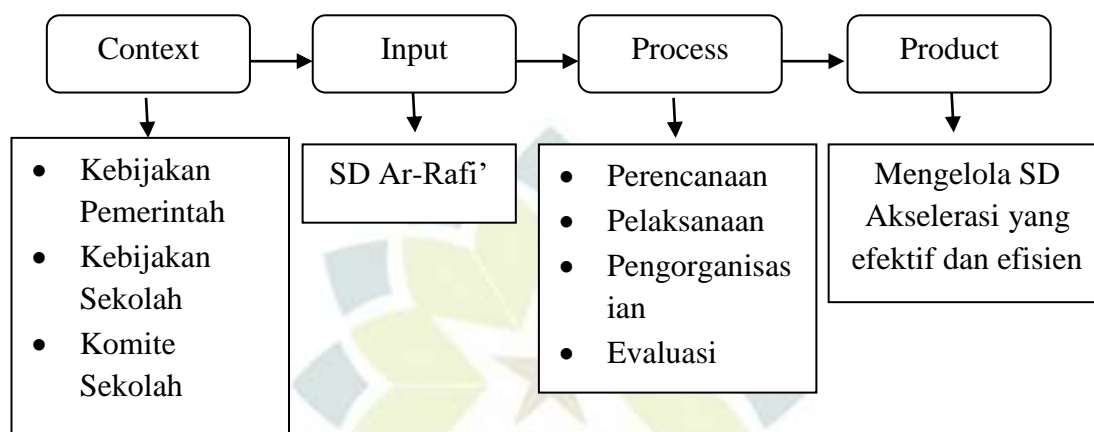 Context
Input
Process
Product
• Kebijakan
Pemerintah
• Kebijakan
Sekolah
• Komite
Sekolah
SD Ar-Rafi’
• Perencanaan
• Pelaksanaan
• Pengorganisas
ian
• Evaluasi
Mengelola SD
Akselerasi yang
efektif dan efisien